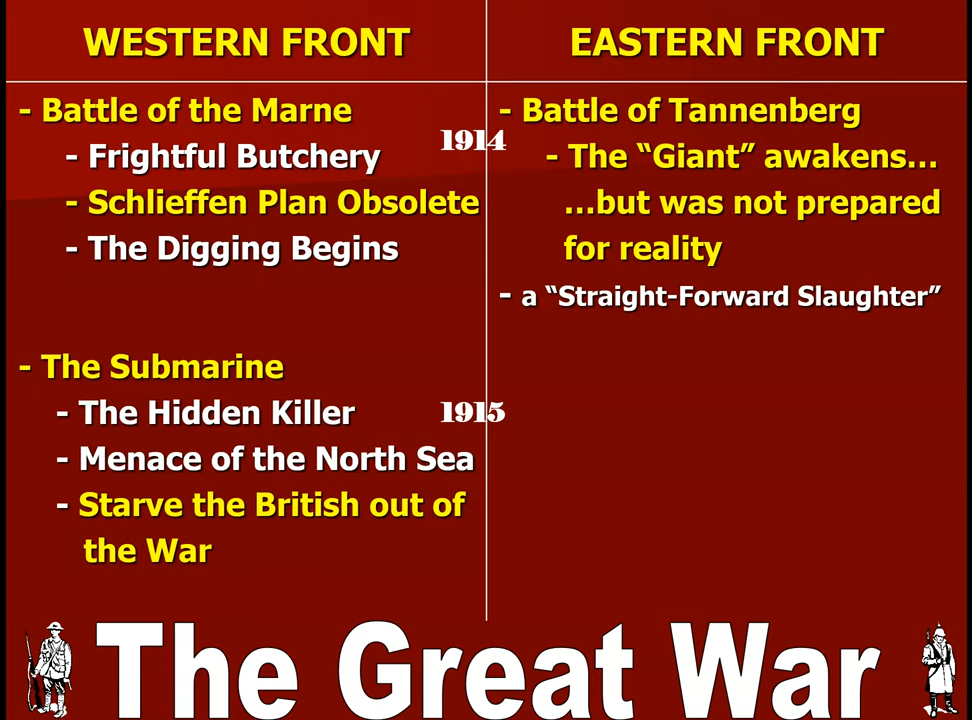 WESTERN FRONT
- Battle of the Marne
- Frightful Butchery
- Schlieffen Plan Obsolete
- The Digging Begins
- The Submarine
- The Hidden Killer
- Menace of the North Sea
- Starve the British out of
the War
1914
1915
EASTERN FRONT
- Battle of Tannenberg
- The “Giant” awakens...
...but was not prepared
for reality
- a “Straight-Forward Slaughter”
The Great War